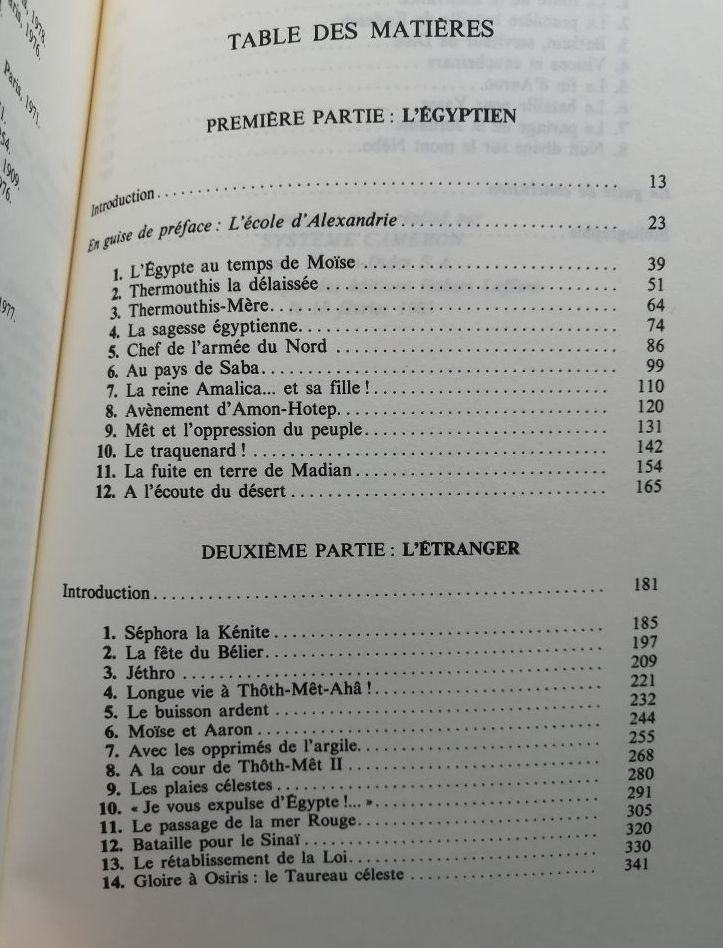 1978.
1976.
Paris, 1971.
1.
1954.
1909
1976.
1977.
TABLE DES MATIÈRES
PREMIÈRE PARTIE : L'ÉGYPTIEN
Introduction 13
En guise de préface : L'école d'Alexandrie 23
1. L'Égypte au temps de Moïse 39
2. Thermouthis la délaissée 51
3. Thermouthis-Mère 64
4. La sagesse égyptienne 74
5. Chef de l'armée du Nord 86
6. Au pays de Saba 99
7. La reine Amalica... et sa fille ! 110
8. Avènement d'Amon-Hotep 120
9. Mêt et l'oppression du peuple 131
10. Le traquenard ! 142
11. La fuite en terre de Madian 154
12. A l'écoute du désert 165
DEUXIÈME PARTIE : L'ÉTRANGER
Introduction 181
1. Séphora la Kénite 185
2. La fête du Bélier 197
3. Jéthro 209
4. Longue vie à Thôth-Mêt-Ahâ ! 221
5. Le buisson ardent 232
6. Moïse et Aaron 244
7. Avec les opprimés de l'argile 255
8. A la cour de Thôth-Mêt II 268
9. Les plaies célestes 280
10. « Je vous expulse d'Égypte !... » 291
11. Le passage de la mer Rouge 305
12. Bataille pour le Sinaï 320
13. Le rétablissement de la Loi 330
14. Gloire à Osiris : le Taureau céleste 341